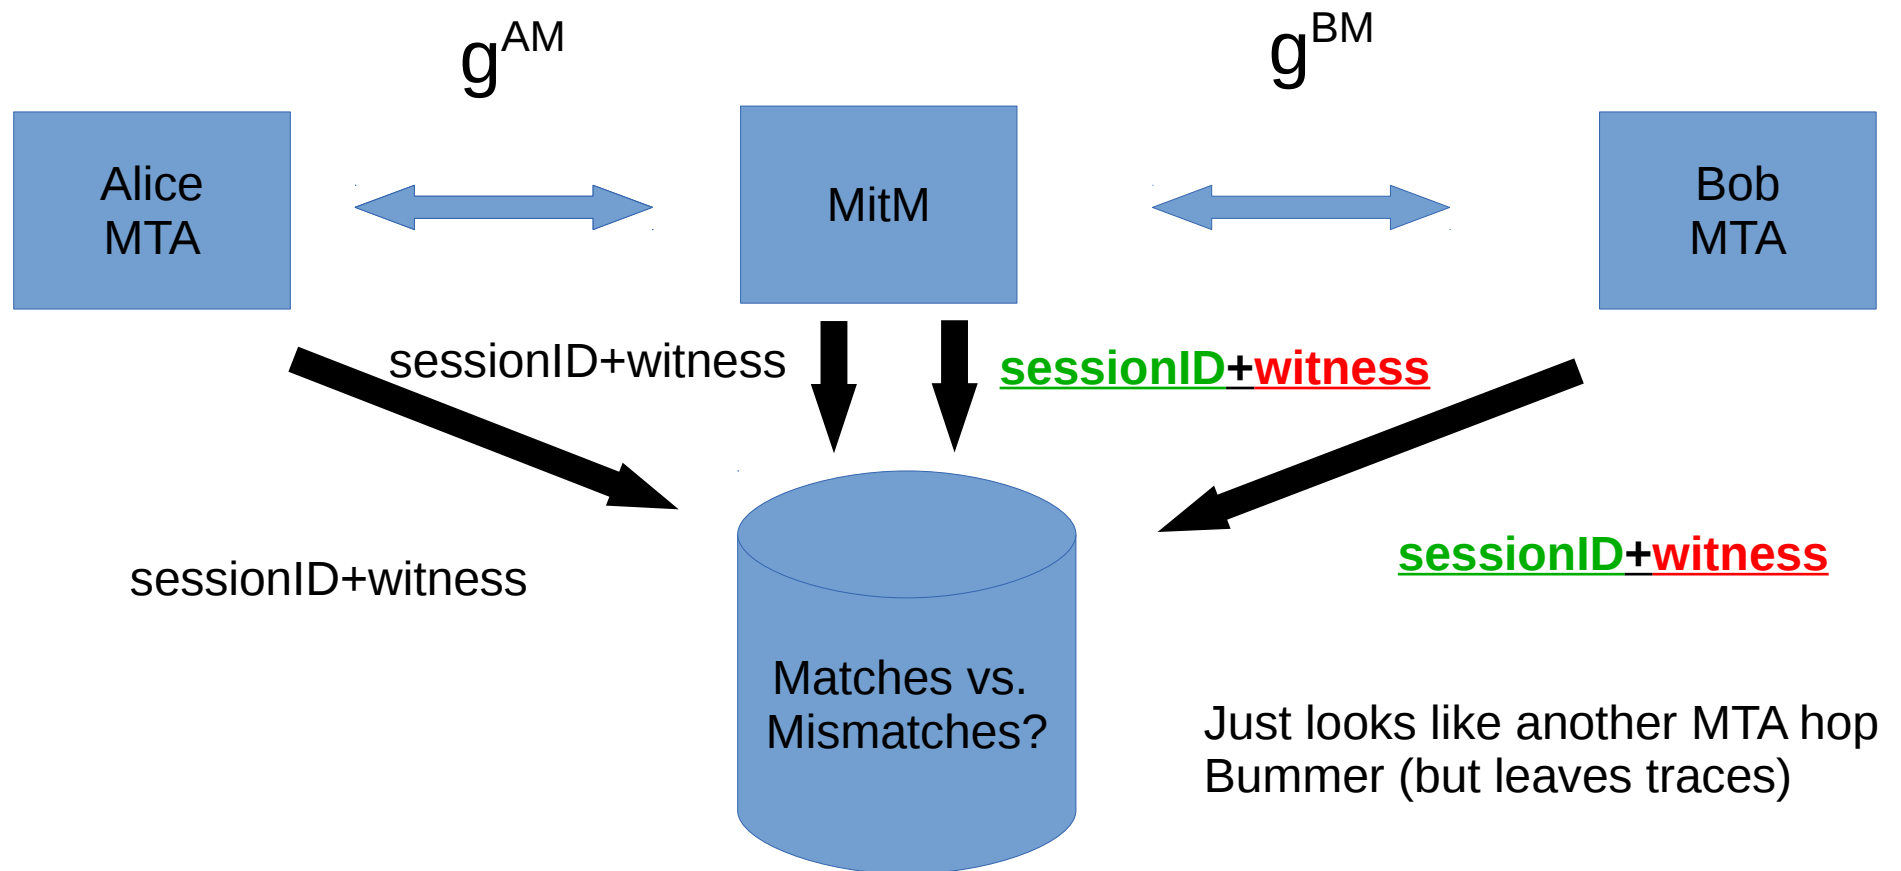 g^AM
g^BM
Alice
MTA
MitM
Bob
MTA
sessionID+witness
sessionID+witness
sessionID+witness
sessionID+witness
Matches vs.
Mismatches?
Just looks like another MTA hop
Bummer (but leaves traces)